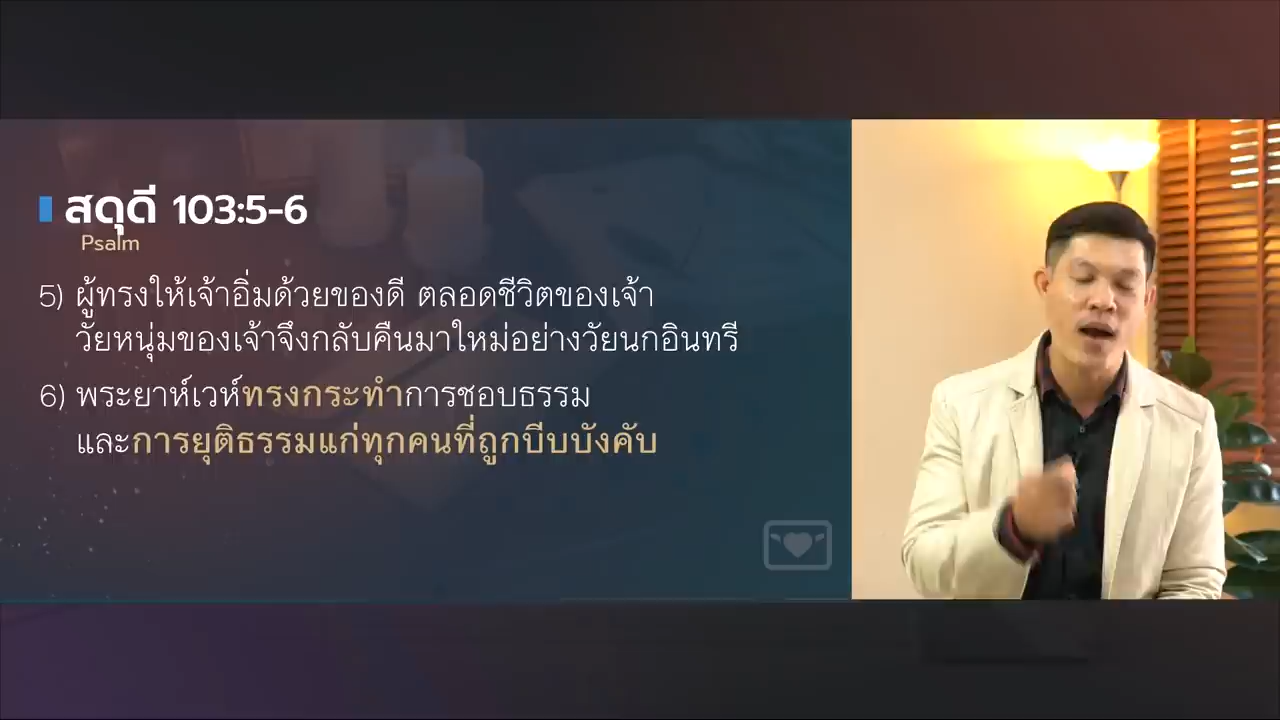 สดุดี 103:5-6
Psalm
5) ผู้ทรงให้เจ้าอิ่มด้วยของดี ตลอดชีวิตของเจ้า
วัยหนุ่มของเจ้าจึงกลับคืนมาใหม่อย่างวัยนกอินทรี
6) พระยาห์เวห์ทรงกระทำการชอบธรรม
และการยุติธรรมแก่ทุกคนที่ถูกบีบบังคับ